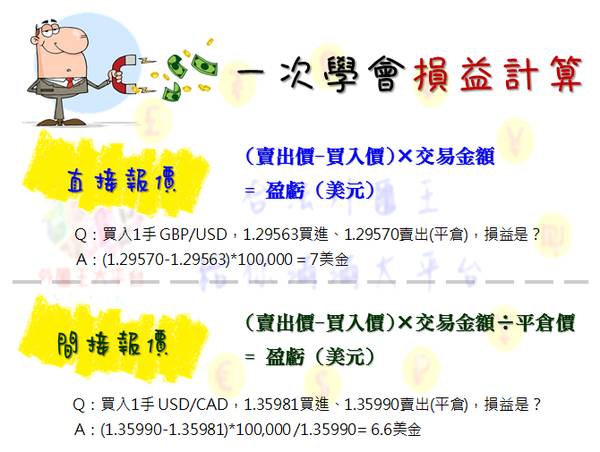 一次學會損益計算
直接報價
(賣出價-買入價)×交易金額
= 盈虧（美元）
Q：買入1手 GBP/USD，1.29563買進、1.29570賣出(平倉)，損益是？
A：(1.29570-1.29563)*100,000 = 7美金
間接報價
(賣出價-買入價)×交易金額÷平倉價
= 盈虧（美元）
Q：買入1手 USD/CAD，1.35981買進、1.35990賣出(平倉)，損益是？
A：(1.35990-1.35981)*100,000 /1.35990= 6.6美金